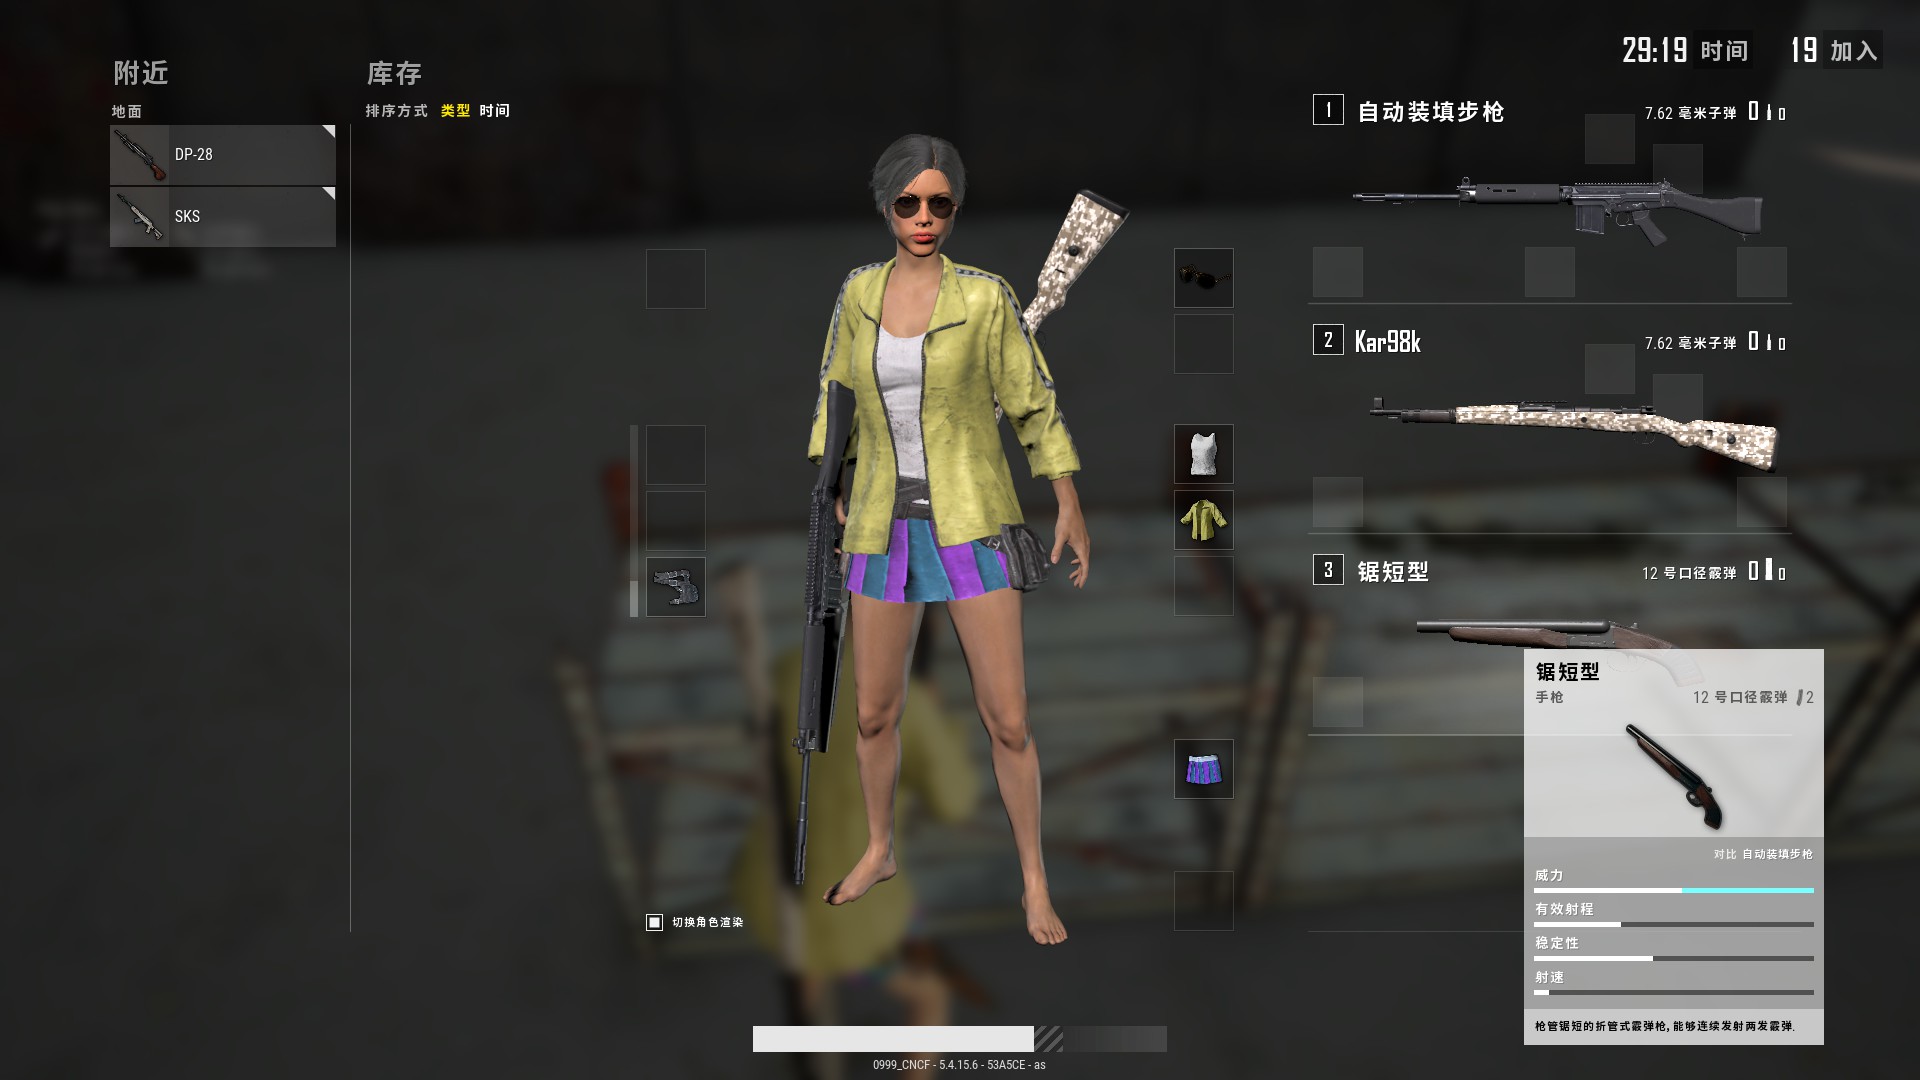 附近
地面
DP-28
SKS
库存
排序方式 类型 时间
切换角色渲染
29:19 时间 19 加入
1 自动装填步枪 7.62 毫米子弹 0 0
2 Kar98k 7.62 毫米子弹 0 0
3 锯短型 12 号口径霰弹 0 0
锯短型
手枪 12 号口径霰弹 2
对比 自动装填步枪
威力
有效射程
稳定性
射速
枪管锯短的折管式霰弹枪, 能够连续发射两发霰弹.
0999_CNCF - 5.4.15.6 - 53A5CE - as